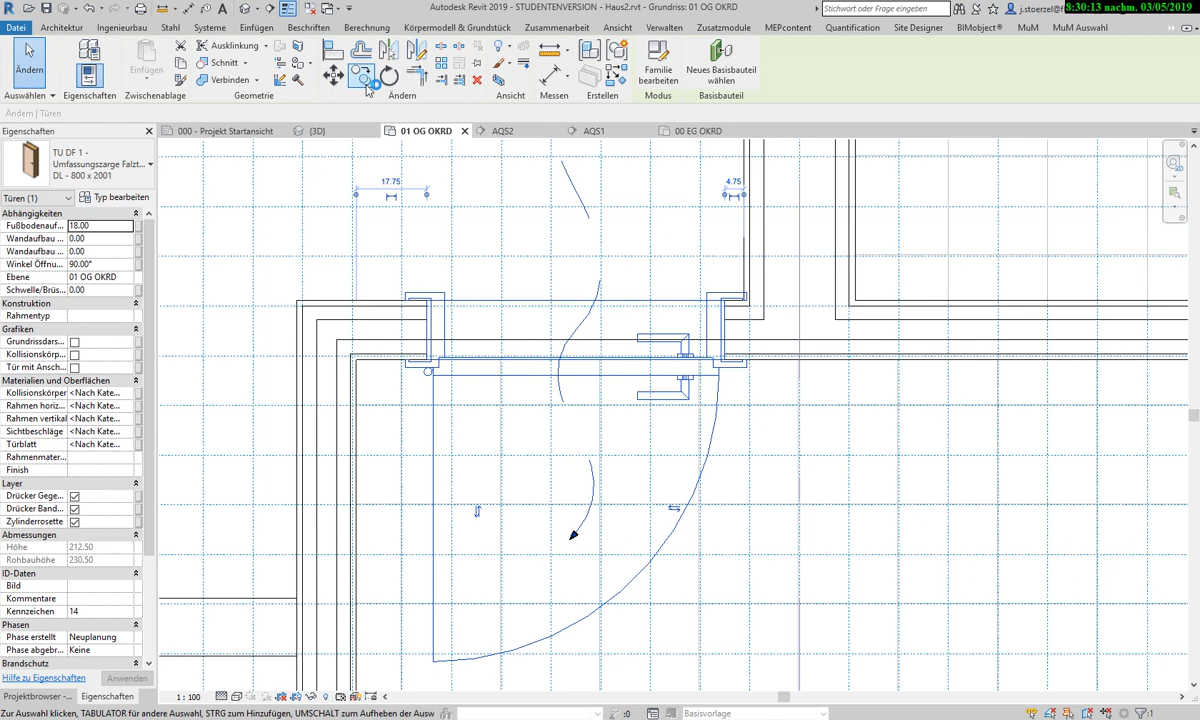 Autodesk Revit 2019 - STUDENTENVERSION - Haus2.rvt - Grundriss: 01 OG OKRD
Stichwort oder Frage eingeben
j.stoerzel@f
8:30:13 nachm. 03/05/2019
Datei Architektur Ingenieurbau Stahl Systeme Einfügen Beschriften Berechnung Körpermodell & Grundstück Zusammenarbeit Ansicht Verwalten Zusatzmodule MEPcontent Quantification Site Designer BIMobject® MuM MuM Auswahl
Ausklinkung
Schnitt
Verbinden
Ändern
Einfügen
Familie
bearbeiten
Neues Basisbauteil
wählen
Auswählen Eigenschaften Zwischenablage Geometrie Ändern Ansicht Messen Erstellen Modus Basisbauteil
Ändern | Türen
Eigenschaften
000 - Projekt Startansicht
{3D}
01 OG OKRD
AQS2
AQS1
00 EG OKRD
TU DF 1 -
Umfassungszarge Falzt...
DL - 800 x 2001
Türen (1)
Typ bearbeiten
Abhängigkeiten
Fußbodenauf... 18.00
Wandaufbau ... 0.00
Wandaufbau ... 0.00
Winkel Öffnu... 90.00°
Ebene 01 OG OKRD
Schwelle/Brüs... 0.00
Konstruktion
Rahmentyp
Grafiken
Grundrissdar...
Kollisionskörp...
Tür mit Ansch...
Materialien und Oberflächen
Kollisionskörper <Nach Kate...
Rahmen horiz... <Nach Kate...
Rahmen vertikal <Nach Kate...
Sichtbeschläge <Nach Kate...
Türblatt <Nach Kate...
Rahmenmater...
Finish
Layer
Drücker Gege...
Drücker Band...
Zylinderrosette
Abmessungen
Höhe 212.50
Rohbauhöhe 230.50
ID-Daten
Bild
Kommentare
Kennzeichen 14
Phasen
Phase erstellt Neuplanung
Phase abgebr... Keine
Brandschutz
Hilfe zu Eigenschaften
Anwenden
Projektbrowser -... Eigenschaften
17.75
4.75
1 : 100
Zur Auswahl klicken, TABULATOR für andere Auswahl, STRG zum Hinzufügen, UMSCHALT zum Aufheben der Ausw
:0
Basisvorlage
:1